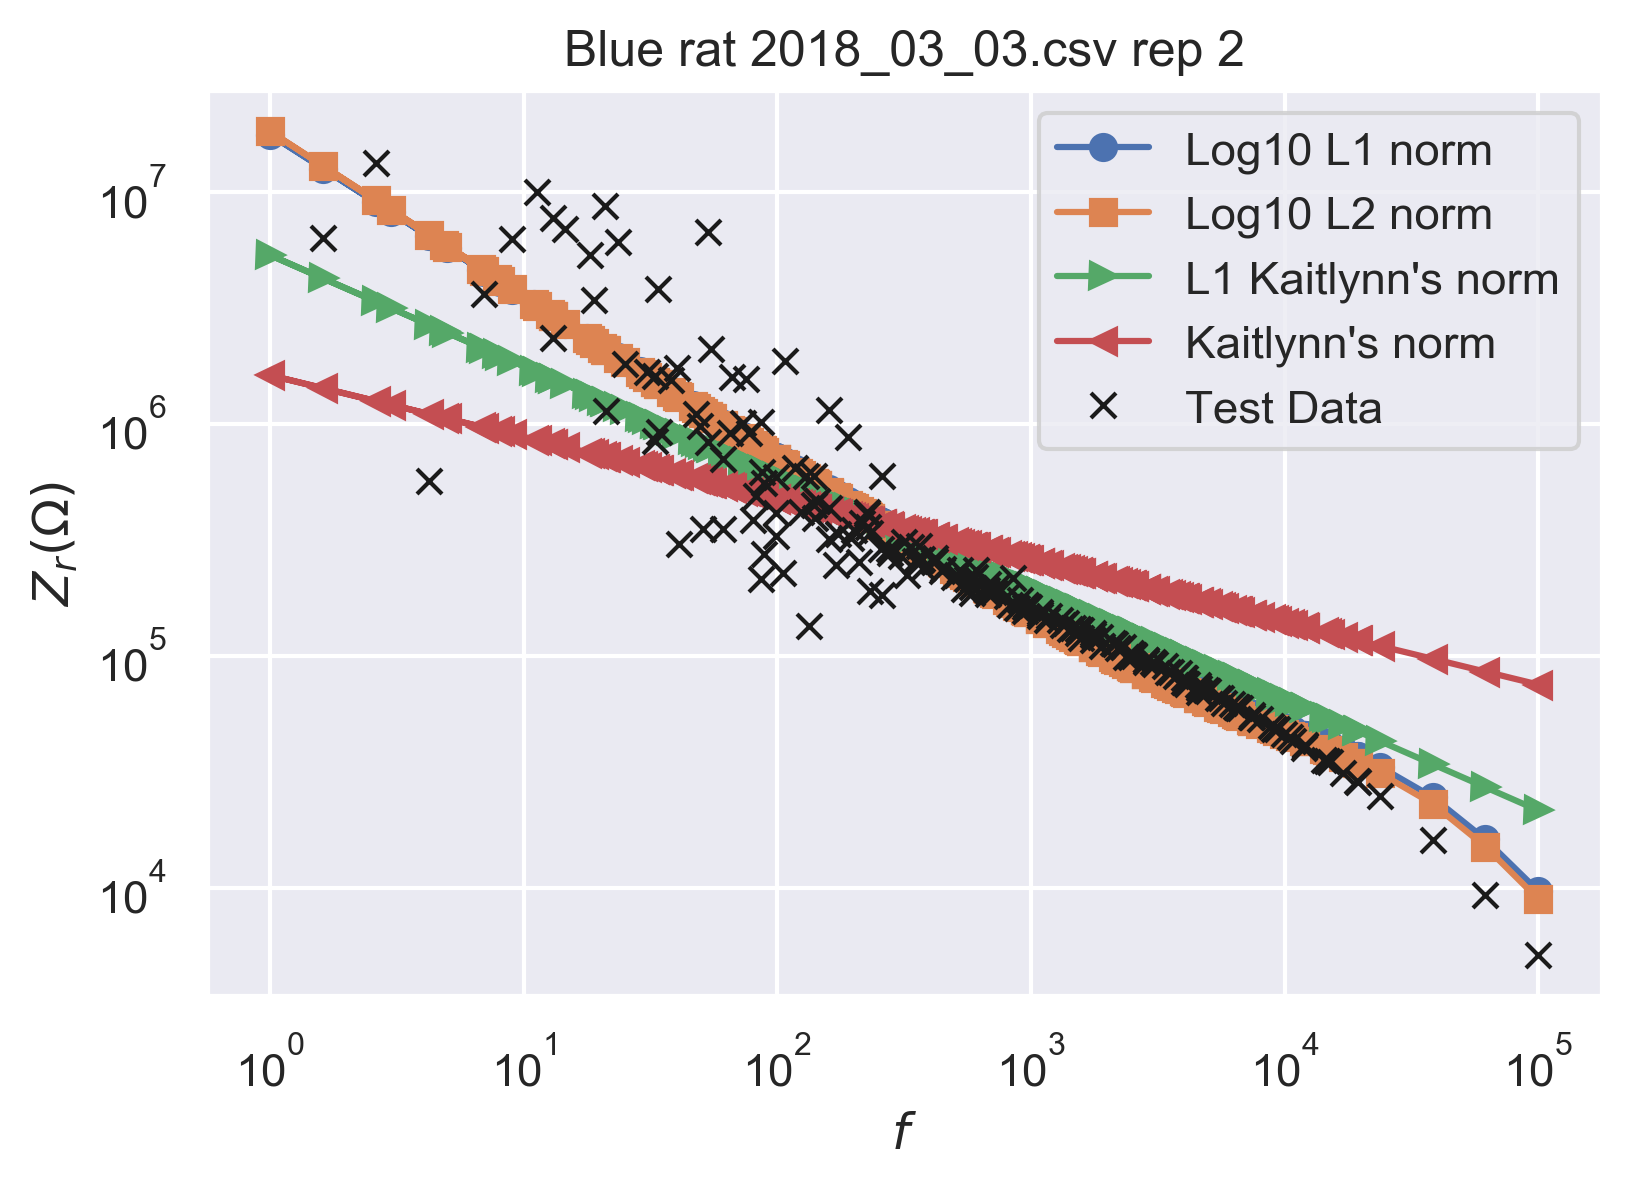 Blue rat 2018_03_03.csv rep 2
Log10 L1 norm
Log10 L2 norm
L1 Kaitlynn's norm
Kaitlynn's norm
Test Data
10^7
10^6
10^5
10^4
Z_r(Ω)
10^0 10^1 10^2 10^3 10^4 10^5
f